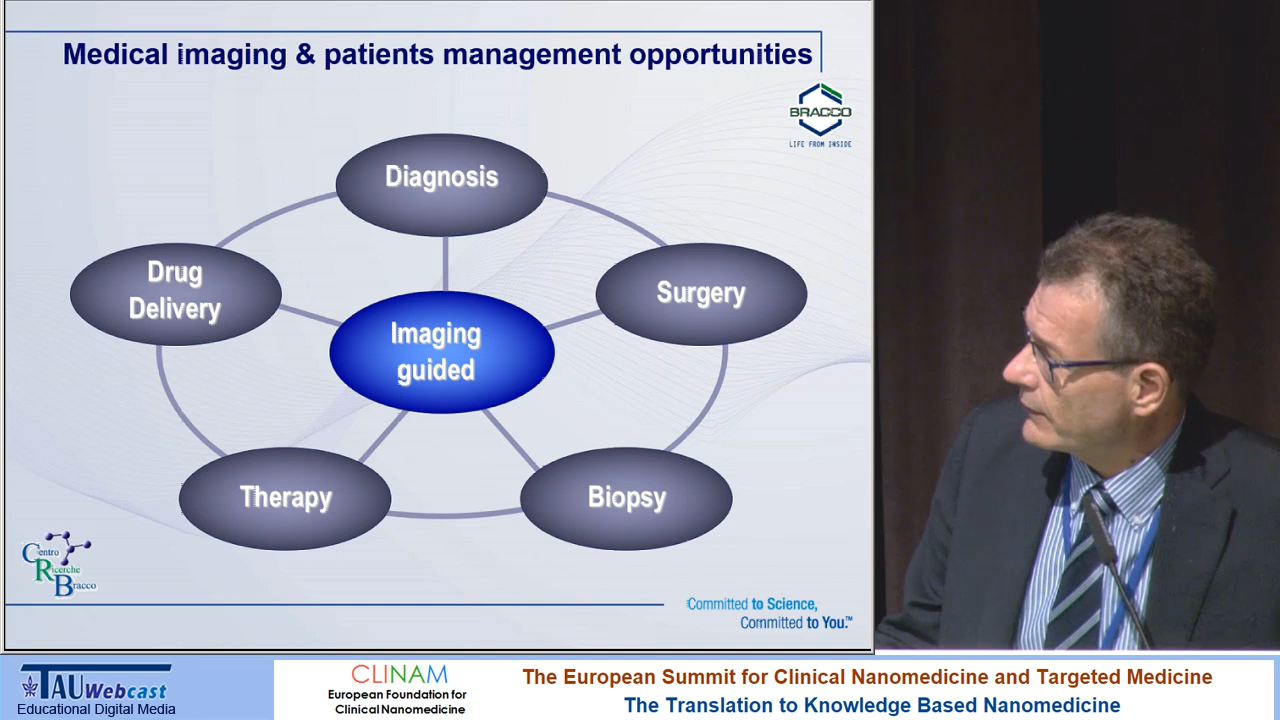 Medical imaging & patients management opportunities
BRACCO
LIFE FROM INSIDE
Diagnosis
Drug
Delivery
Surgery
Imaging
guided
Therapy
Biopsy
Centro
Ricerche
Bracco
Committed to Science,
Committed to You.™
TAU Webcast
Educational Digital Media
CLINAM
European Foundation for
Clinical Nanomedicine
The European Summit for Clinical Nanomedicine and Targeted Medicine
The Translation to Knowledge Based Nanomedicine